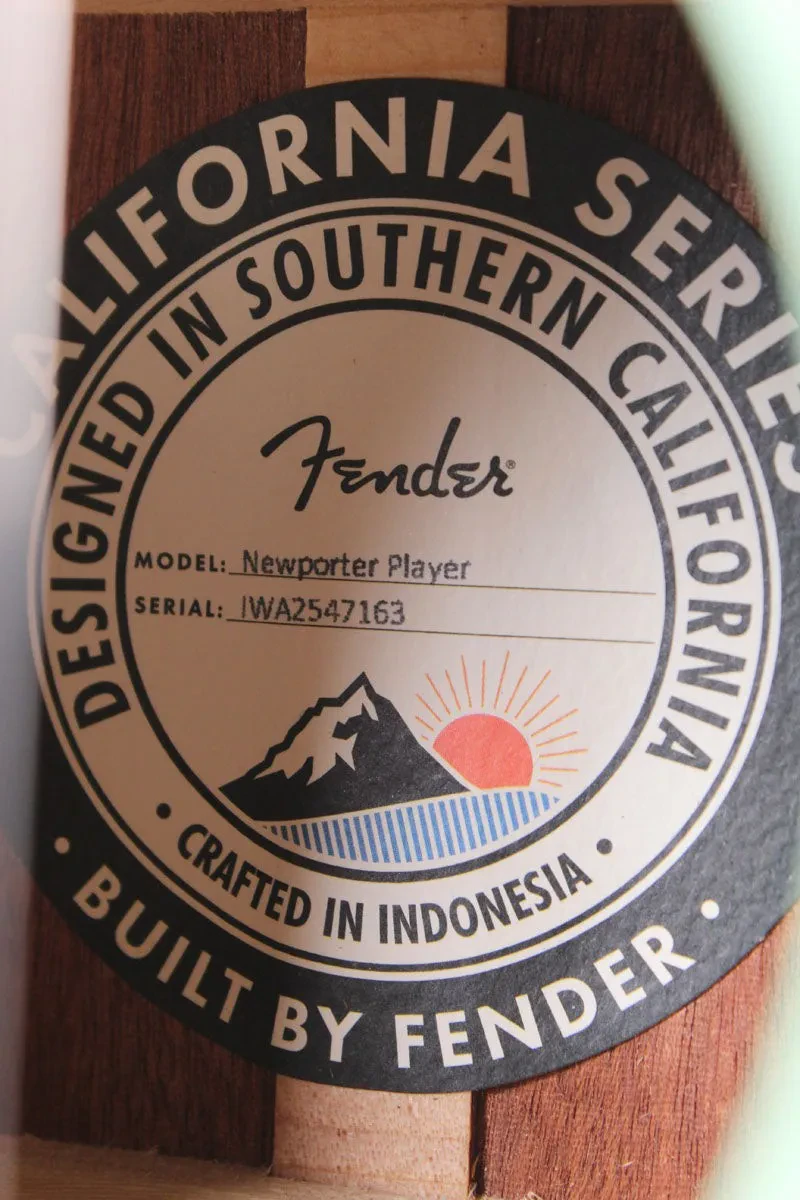 CALIFORNIA SERIES
DESIGNED IN SOUTHERN CALIFORNIA
Fender®
MODEL: Newporter Player
SERIAL: IWA2547163
• CRAFTED IN INDONESIA •
• BUILT BY FENDER •